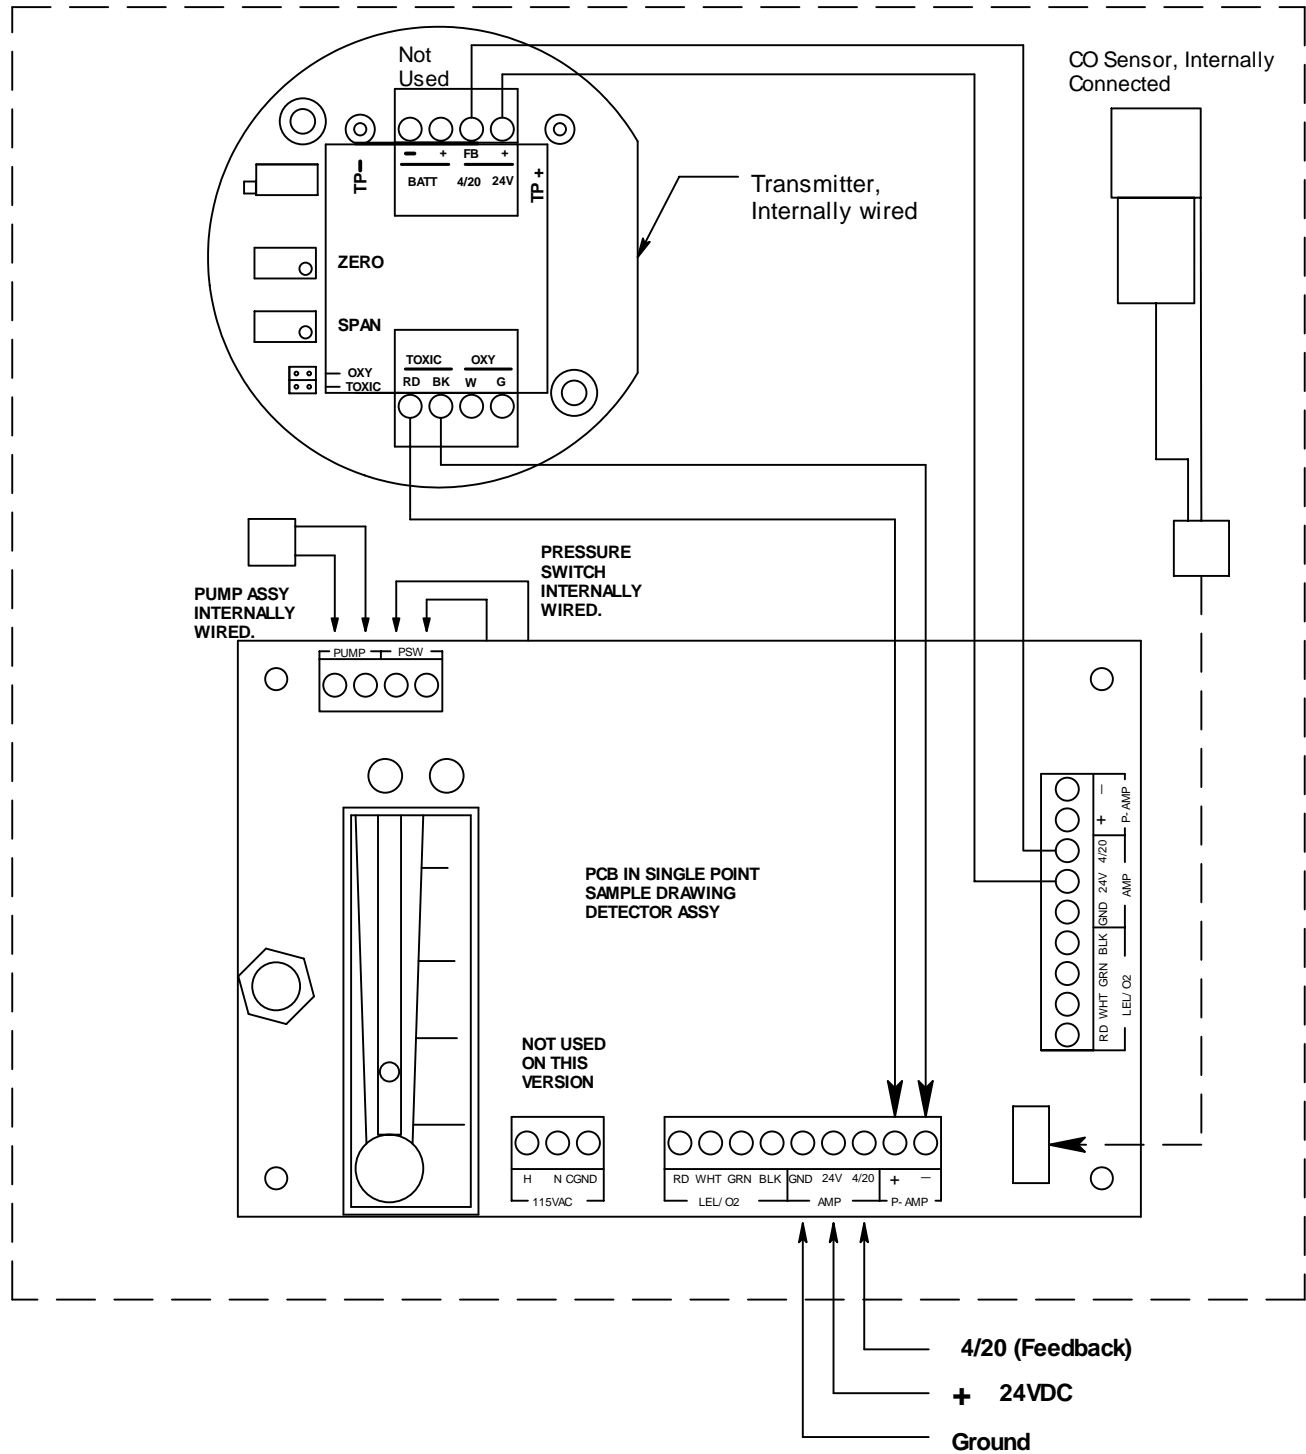 Not
Used
CO Sensor, Internally
Connected
− + FB +
BATT 4/20 24V
TP−
TP +
Transmitter,
Internally wired
ZERO
SPAN
OXY
TOXIC
TOXIC OXY
RD BK W G
PRESSURE
SWITCH
INTERNALLY
WIRED.
PUMP ASSY
INTERNALLY
WIRED.
PUMP PSW
PCB IN SINGLE POINT
SAMPLE DRAWING
DETECTOR ASSY
− + 4/20 24V GND BLK GRN WHT RD
P- AMP
AMP
LEL/ O2
NOT USED
ON THIS
VERSION
H N CGND
115VAC
RD WHT GRN BLK GND 24V 4/20 + −
LEL/ O2 AMP P- AMP
4/20 (Feedback)
+ 24VDC
Ground